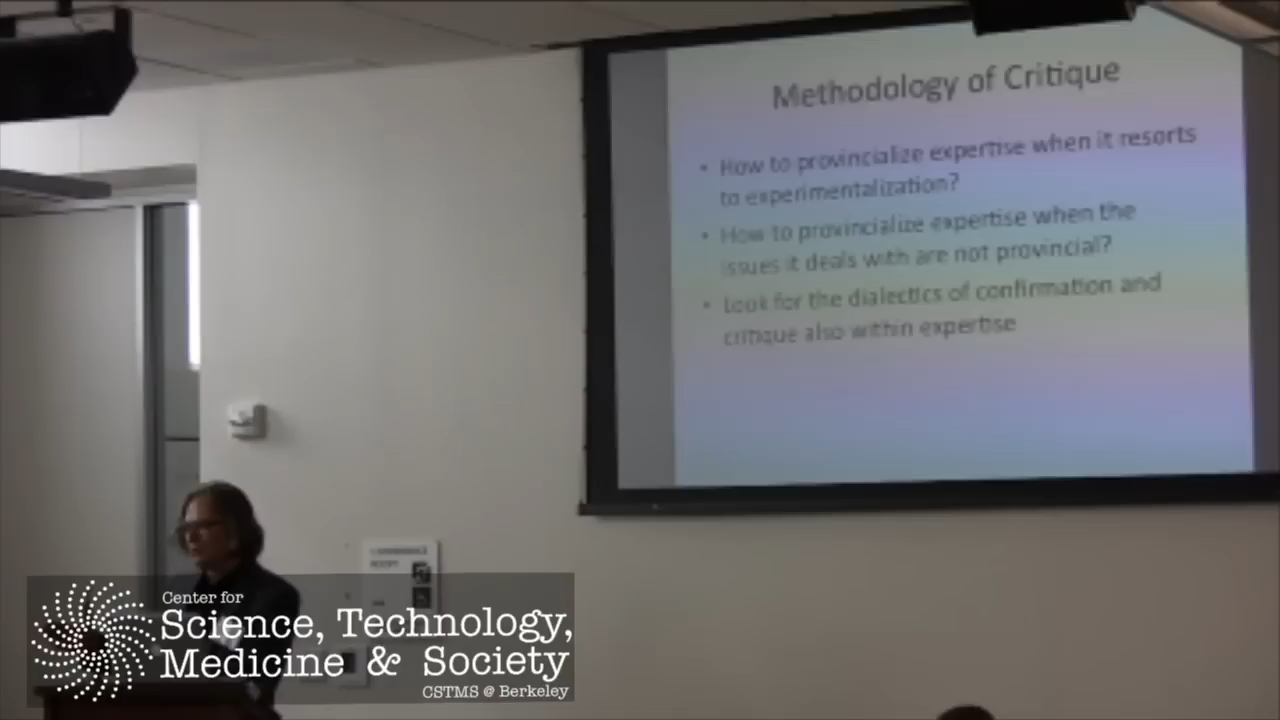 Methodology of Critique
• How to provincialize expertise when it resorts
to experimentalization?
• How to provincialize expertise when the
issues it deals with are not provincial?
• Look for the dialectics of confirmation and
critique also within expertise
CONFERENCE
ROOM
Center for
Science, Technology,
Medicine & Society
CSTMS @ Berkeley